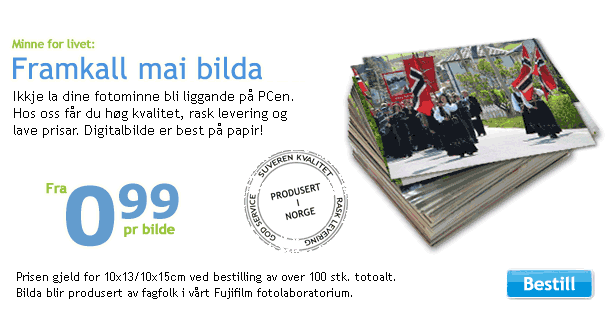 Minne for livet:
Framkall mai bilda
Ikkje la dine fotominne bli liggande på PCen.
Hos oss får du høg kvalitet, rask levering og
lave prisar. Digitalbilde er best på papir!
Fra
0 99
pr bilde
SUVEREN KVALITET
PRODUSERT
I
NORGE
GOD SERVICE
RASK LEVERING
Prisen gjeld for 10x13/10x15cm ved bestilling av over 100 stk. totoalt.
Bilda blir produsert av fagfolk i vårt Fujifilm fotolaboratorium.
Bestill